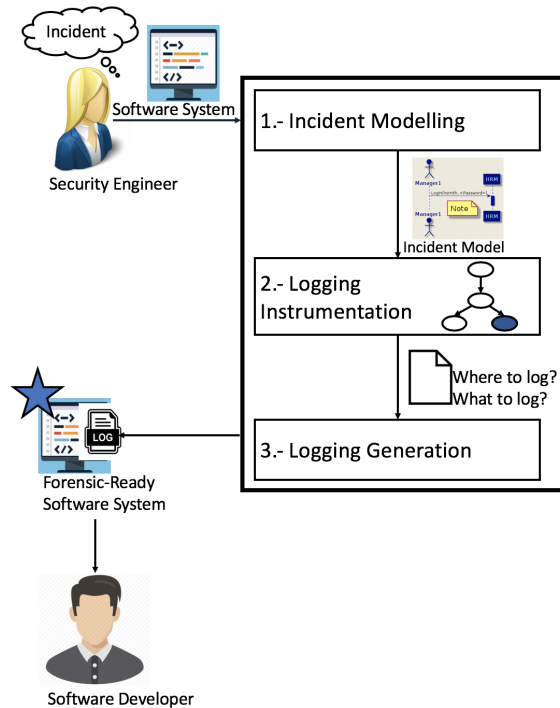 Incident
Software System
Security Engineer
1.- Incident Modelling
Manager1
HRM
Note
Manager1
HRM
Incident Model
2.- Logging
Instrumentation
Where to log?
What to log?
3.- Logging Generation
LOG
Forensic-Ready
Software System
Software Developer